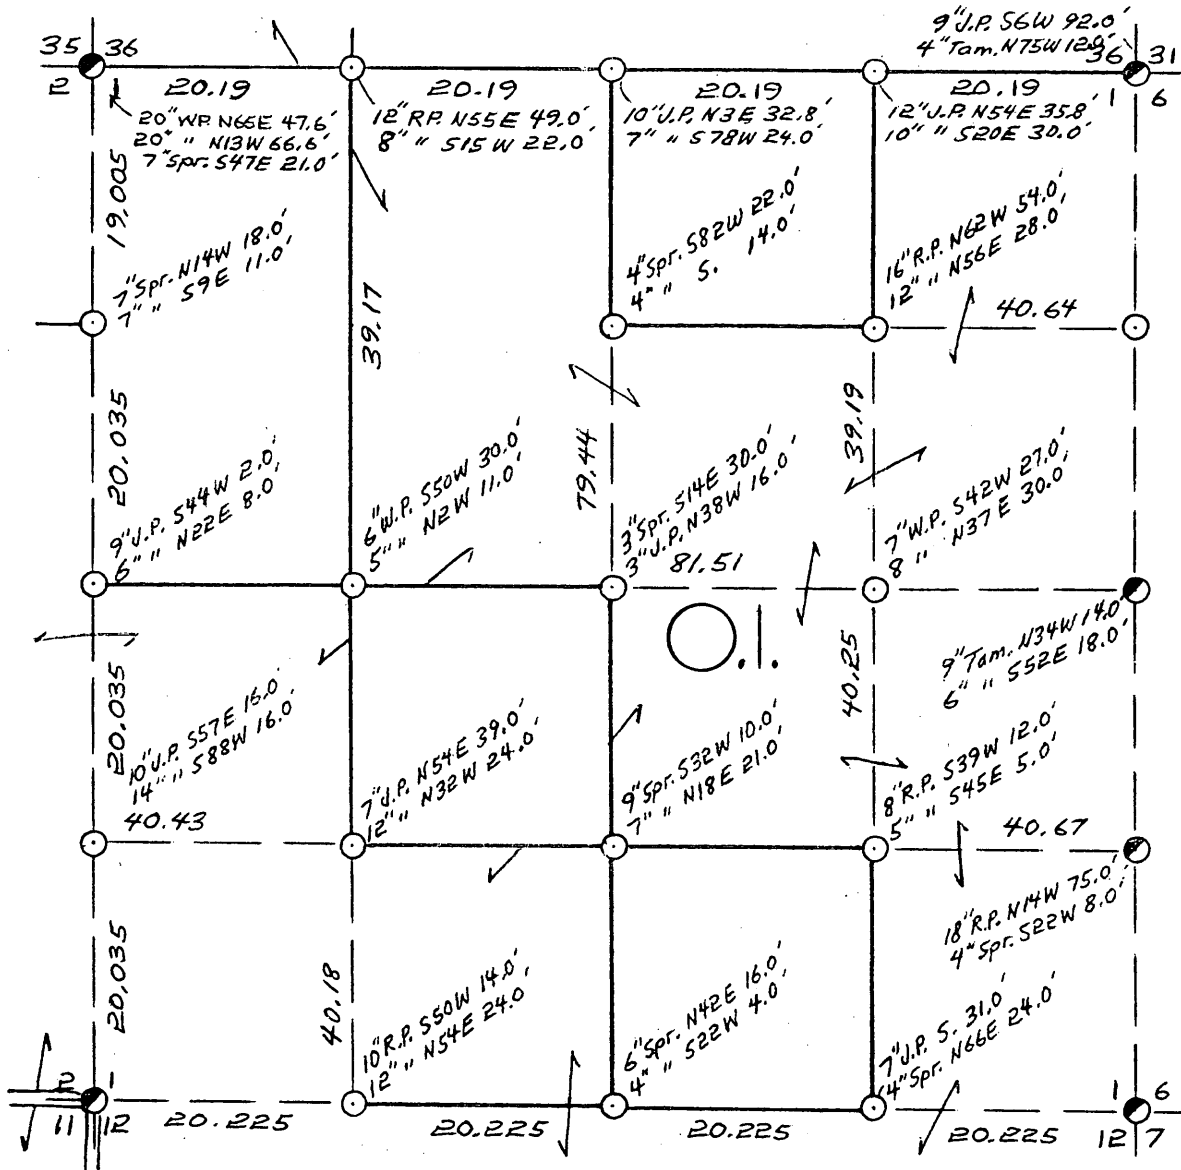 9"J.P. S6W 92.0'
4"Tam. N75W 12.0'
35 36
36 31
2 1
20.19
20.19
20.19
20.19
1 6
20" W.P. N65E 47.6'
20" " N13W 66.6'
7"Spr. S47E 21.0'
12" R.P. N55E 49.0'
8" " S15W 22.0'
10"J.P. N3E 32.8'
7" " S78W 24.0'
12"J.P. N54E 35.8'
10" " S20E 30.0'
19.005
7"Spr. N14W 18.0'
7" " S9E 11.0'
4"Spr. S82W 22.0'
4" " S. 14.0'
16"R.P. N62W 54.0'
12" " N56E 28.0'
39.17
40.64
20.035
79.44
39.19
9"J.P. S44W 2.0'
6" " N22E 8.0'
6"W.P. S50W 30.0'
5" " N2W 11.0'
3"Spr. S14E 30.0'
3"J.P. N38W 16.0'
7"W.P. S42W 27.0'
8 " N37E 30.0'
81.51
O.1.
20.035
40.25
9"Tam. N34W 14.0'
6" " S52E 18.0'
10"J.P. S57E 16.0'
14" " S88W 16.0'
7"J.P. N54E 39.0'
12" " N32W 24.0'
9"Spr. S32W 10.0'
7" " N18E 21.0'
8"R.P. S39W 12.0'
5" " S45E 5.0'
40.43
40.67
20.035
40.18
18"R.P. N14W 75.0'
4"Spr. S22W 8.0'
10"R.P. S50W 14.0'
12" " N54E 24.0'
6"Spr. N42E 16.0'
4" " S22W 4.0'
7"J.P. S. 31.0'
4"Spr. N66E 24.0'
2 1
1 6
11 12
20.225
20.225
20.225
20.225
12 7